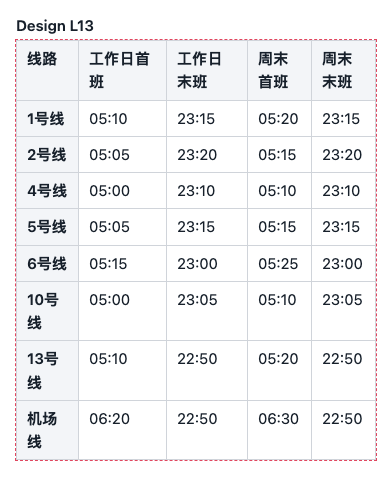 Design L13
线路 工作日首班 工作日末班 周末首班 周末末班
1号线 05:10 23:15 05:20 23:15
2号线 05:05 23:20 05:15 23:20
4号线 05:00 23:10 05:10 23:10
5号线 05:05 23:15 05:15 23:15
6号线 05:15 23:00 05:25 23:00
10号线 05:00 23:05 05:10 23:05
13号线 05:10 22:50 05:20 22:50
机场线 06:20 22:50 06:30 22:50